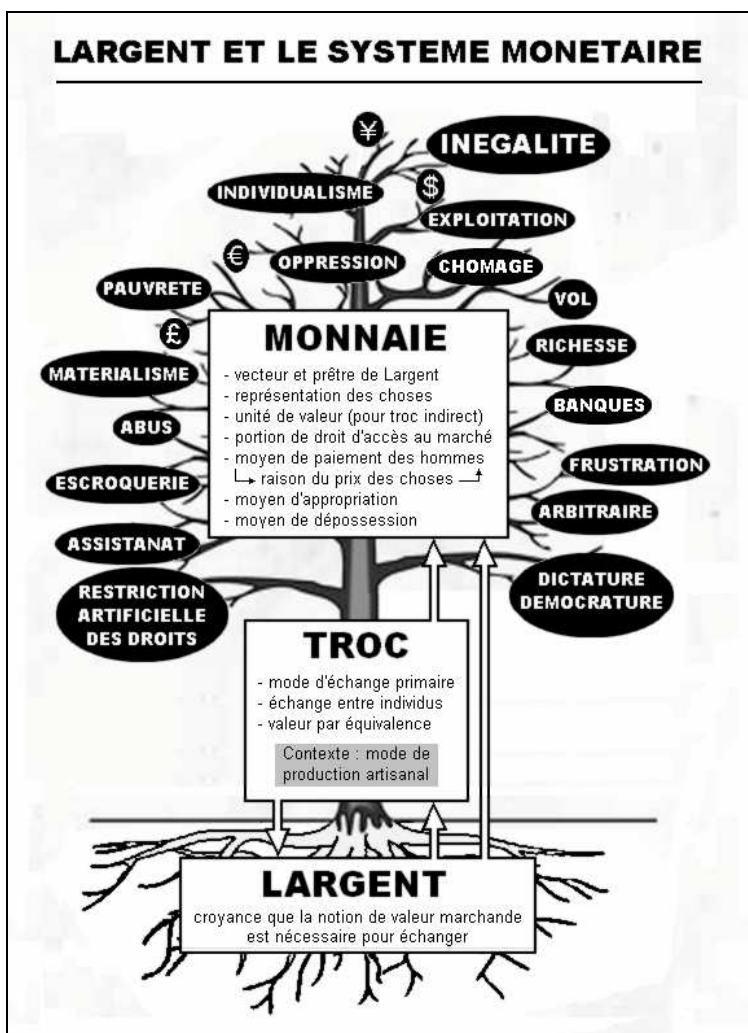 LARGENT ET LE SYSTEME MONETAIRE
¥
INEGALITE
INDIVIDUALISME
$
EXPLOITATION
€
OPPRESSION
CHOMAGE
PAUVRETE
VOL
£
RICHESSE
MATERIALISME
BANQUES
ABUS
FRUSTRATION
ESCROQUERIE
ARBITRAIRE
ASSISTANAT
RESTRICTION
ARTIFICIELLE
DES DROITS
DICTATURE
DEMOCRATURE
MONNAIE
- vecteur et prêtre de Largent
- représentation des choses
- unité de valeur (pour troc indirect)
- portion de droit d'accès au marché
- moyen de paiement des hommes
raison du prix des choses
- moyen d'appropriation
- moyen de dépossession
TROC
- mode d'échange primaire
- échange entre individus
- valeur par équivalence
Contexte : mode de
production artisanal
LARGENT
croyance que la notion de valeur marchande
est nécessaire pour échanger